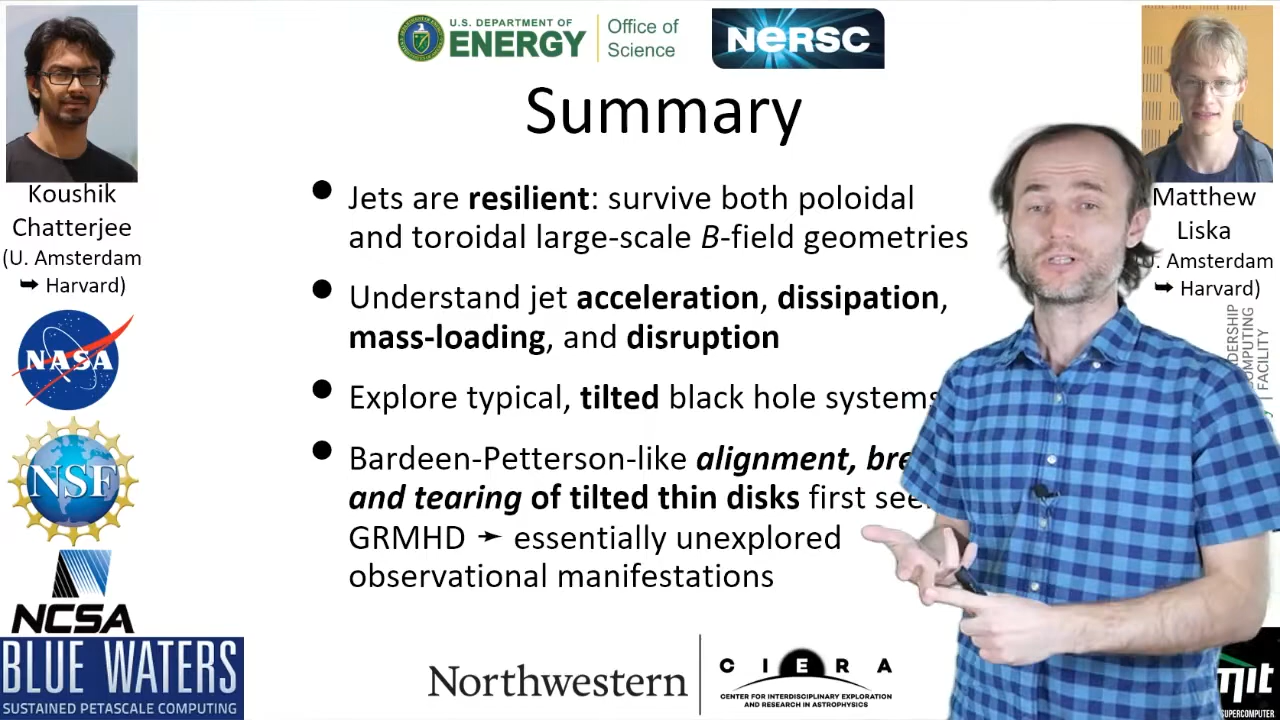 U.S. DEPARTMENT OF
ENERGY
Office of
Science
NERSC
Summary
Koushik
Chatterjee
(U. Amsterdam
➥ Harvard)
Matthew
Liska
Amsterdam
➥ Harvard)
• Jets are resilient: survive both poloidal
and toroidal large-scale B-field geometries
• Understand jet acceleration, dissipation,
mass-loading, and disruption
• Explore typical, tilted black hole systems
• Bardeen-Petterson-like alignment,
and tearing of tilted thin disks first
GRMHD ➛ essentially unexplored
observational manifestations
NASA
NSF
NCSA
BLUE WATERS
SUSTAINED PETASCALE COMPUTING
COMPUTING
FACILITY
Northwestern
CIERA
CENTER FOR INTERDISCIPLINARY EXPLORATION
AND RESEARCH IN ASTROPHYSICS
SUPERCOMPUTER